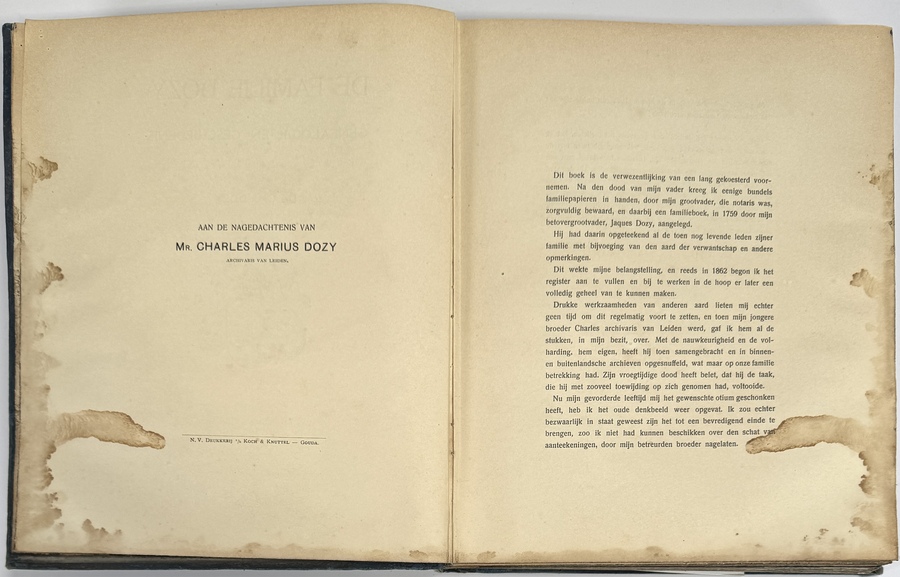 AAN DE NAGEDACHTENIS VAN
MR. CHARLES MARIUS DOZY
ARCHIVARIS VAN LEIDEN.
N. V. DRUKKERIJ v/h KOCH & KNUTTEL — GOUDA.
Dit boek is de verwezentlijking van een lang gekoesterd voor-
nemen. Na den dood van mijn vader kreeg ik eenige bundels
familiepapieren in handen, door mijn grootvader, die notaris was,
zorgvuldig bewaard, en daarbij een familieboek, in 1759 door mijn
betovergrootvader, Jaques Dozy, aangelegd.
Hij had daarin opgeteekend al de toen nog levende leden zijner
familie met bijvoeging van den aard der verwantschap en andere
opmerkingen.
Dit wekte mijne belangstelling, en reeds in 1862 begon ik het
register aan te vullen en bij te werken in de hoop er later een
volledig geheel van te kunnen maken.
Drukke werkzaamheden van anderen aard lieten mij echter
geen tijd om dit regelmatig voort te zetten, en toen mijn jongere
broeder Charles archivaris van Leiden werd, gaf ik hem al de
stukken, in mijn bezit, over. Met de nauwkeurigheid en de vol-
harding, hem eigen, heeft hij toen samengebracht en in binnen-
en buitenlandsche archieven opgesnuffeld, wat maar op onze familie
betrekking had. Zijn vroegtijdige dood heeft belet, dat hij de taak,
die hij met zooveel toewijding op zich genomen had, voltooide.
Nu mijn gevorderde leeftijd mij het gewenschte otium geschonken
heeft, heb ik het oude denkbeeld weer opgevat. Ik zou echter
bezwaarlijk in staat geweest zijn het tot een bevredigend einde te
brengen, zoo ik niet had kunnen beschikken over den schat van
aanteekeningen, door mijn betreurden broeder nagelaten.